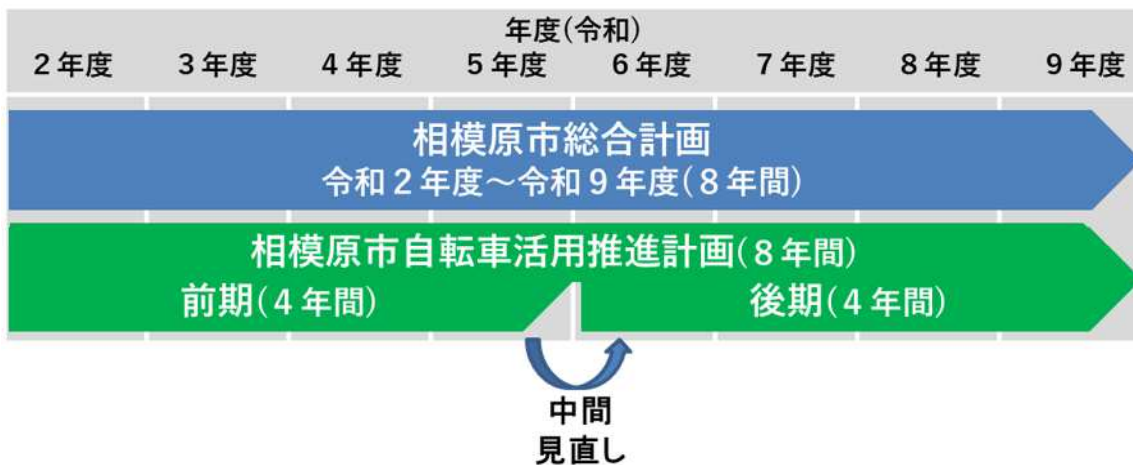 年度(令和)
2年度 3年度 4年度 5年度 6年度 7年度 8年度 9年度
相模原市総合計画
令和2年度～令和9年度(8年間)
相模原市自転車活用推進計画(8年間)
前期(4年間) 後期(4年間)
中間
見直し